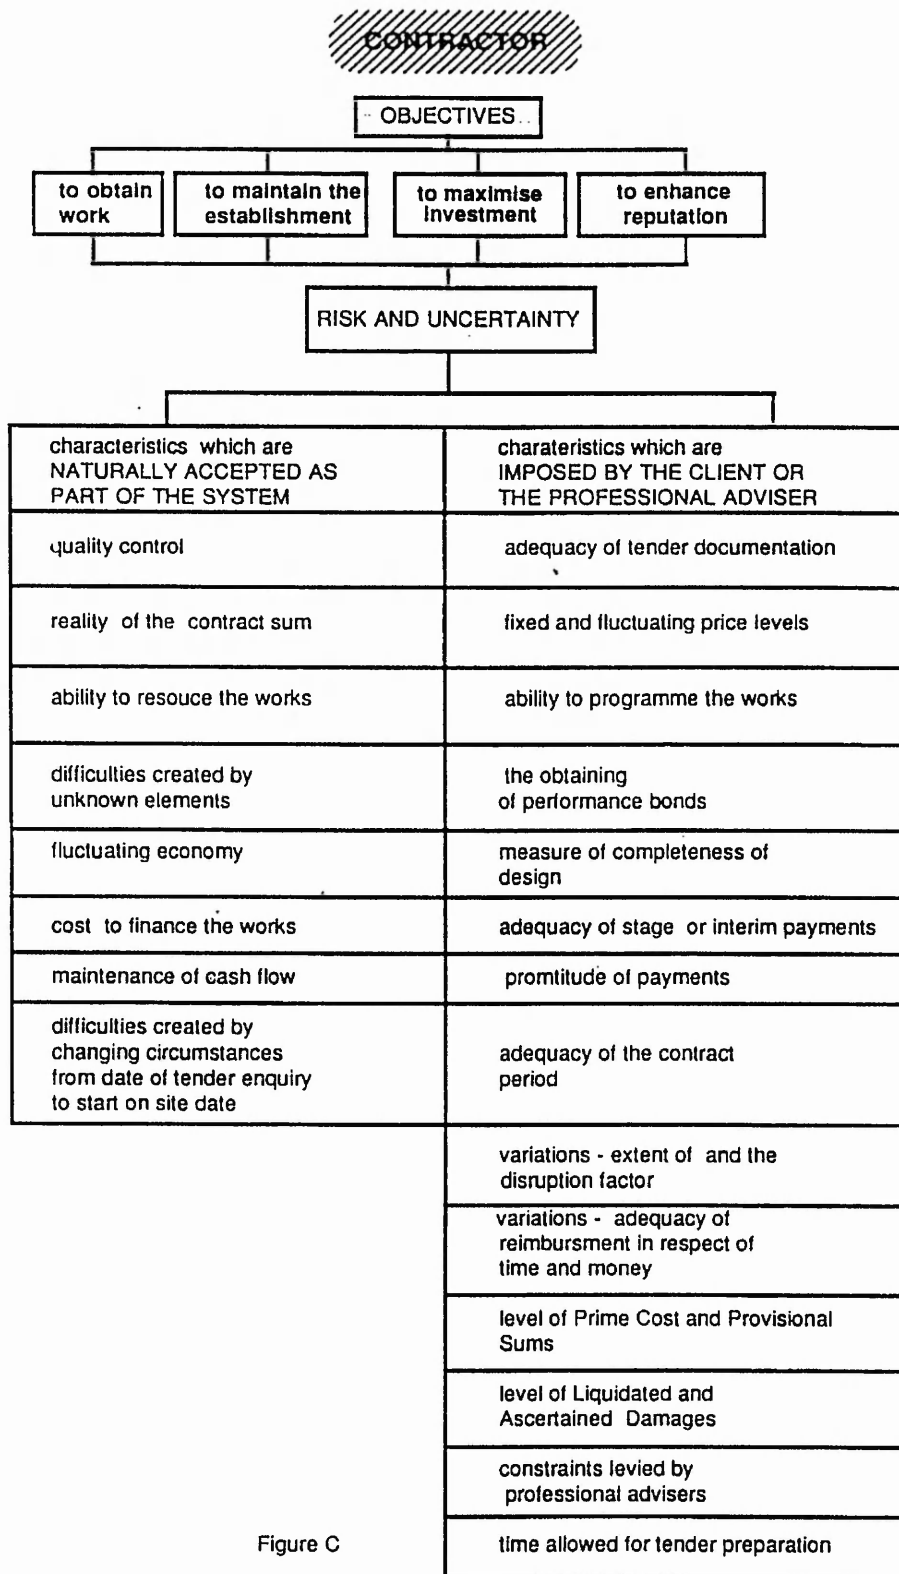 CONTRACTOR
OBJECTIVES
to obtain
work
to maintain the
establishment
to maximise
investment
to enhance
reputation
RISK AND UNCERTAINTY
characteristics which are
NATURALLY ACCEPTED AS
PART OF THE SYSTEM
charateristics which are
IMPOSED BY THE CLIENT OR
THE PROFESSIONAL ADVISER
quality control
adequacy of tender documentation
reality of the contract sum
fixed and fluctuating price levels
ability to resouce the works
ability to programme the works
difficulties created by
unknown elements
the obtaining
of performance bonds
fluctuating economy
measure of completeness of
design
cost to finance the works
adequacy of stage or interim payments
maintenance of cash flow
promtitude of payments
difficulties created by
changing circumstances
from date of tender enquiry
to start on site date
adequacy of the contract
period
variations - extent of and the
disruption factor
variations - adequacy of
reimbursment in respect of
time and money
level of Prime Cost and Provisional
Sums
level of Liquidated and
Ascertained Damages
constraints levied by
professional advisers
Figure C
time allowed for tender preparation